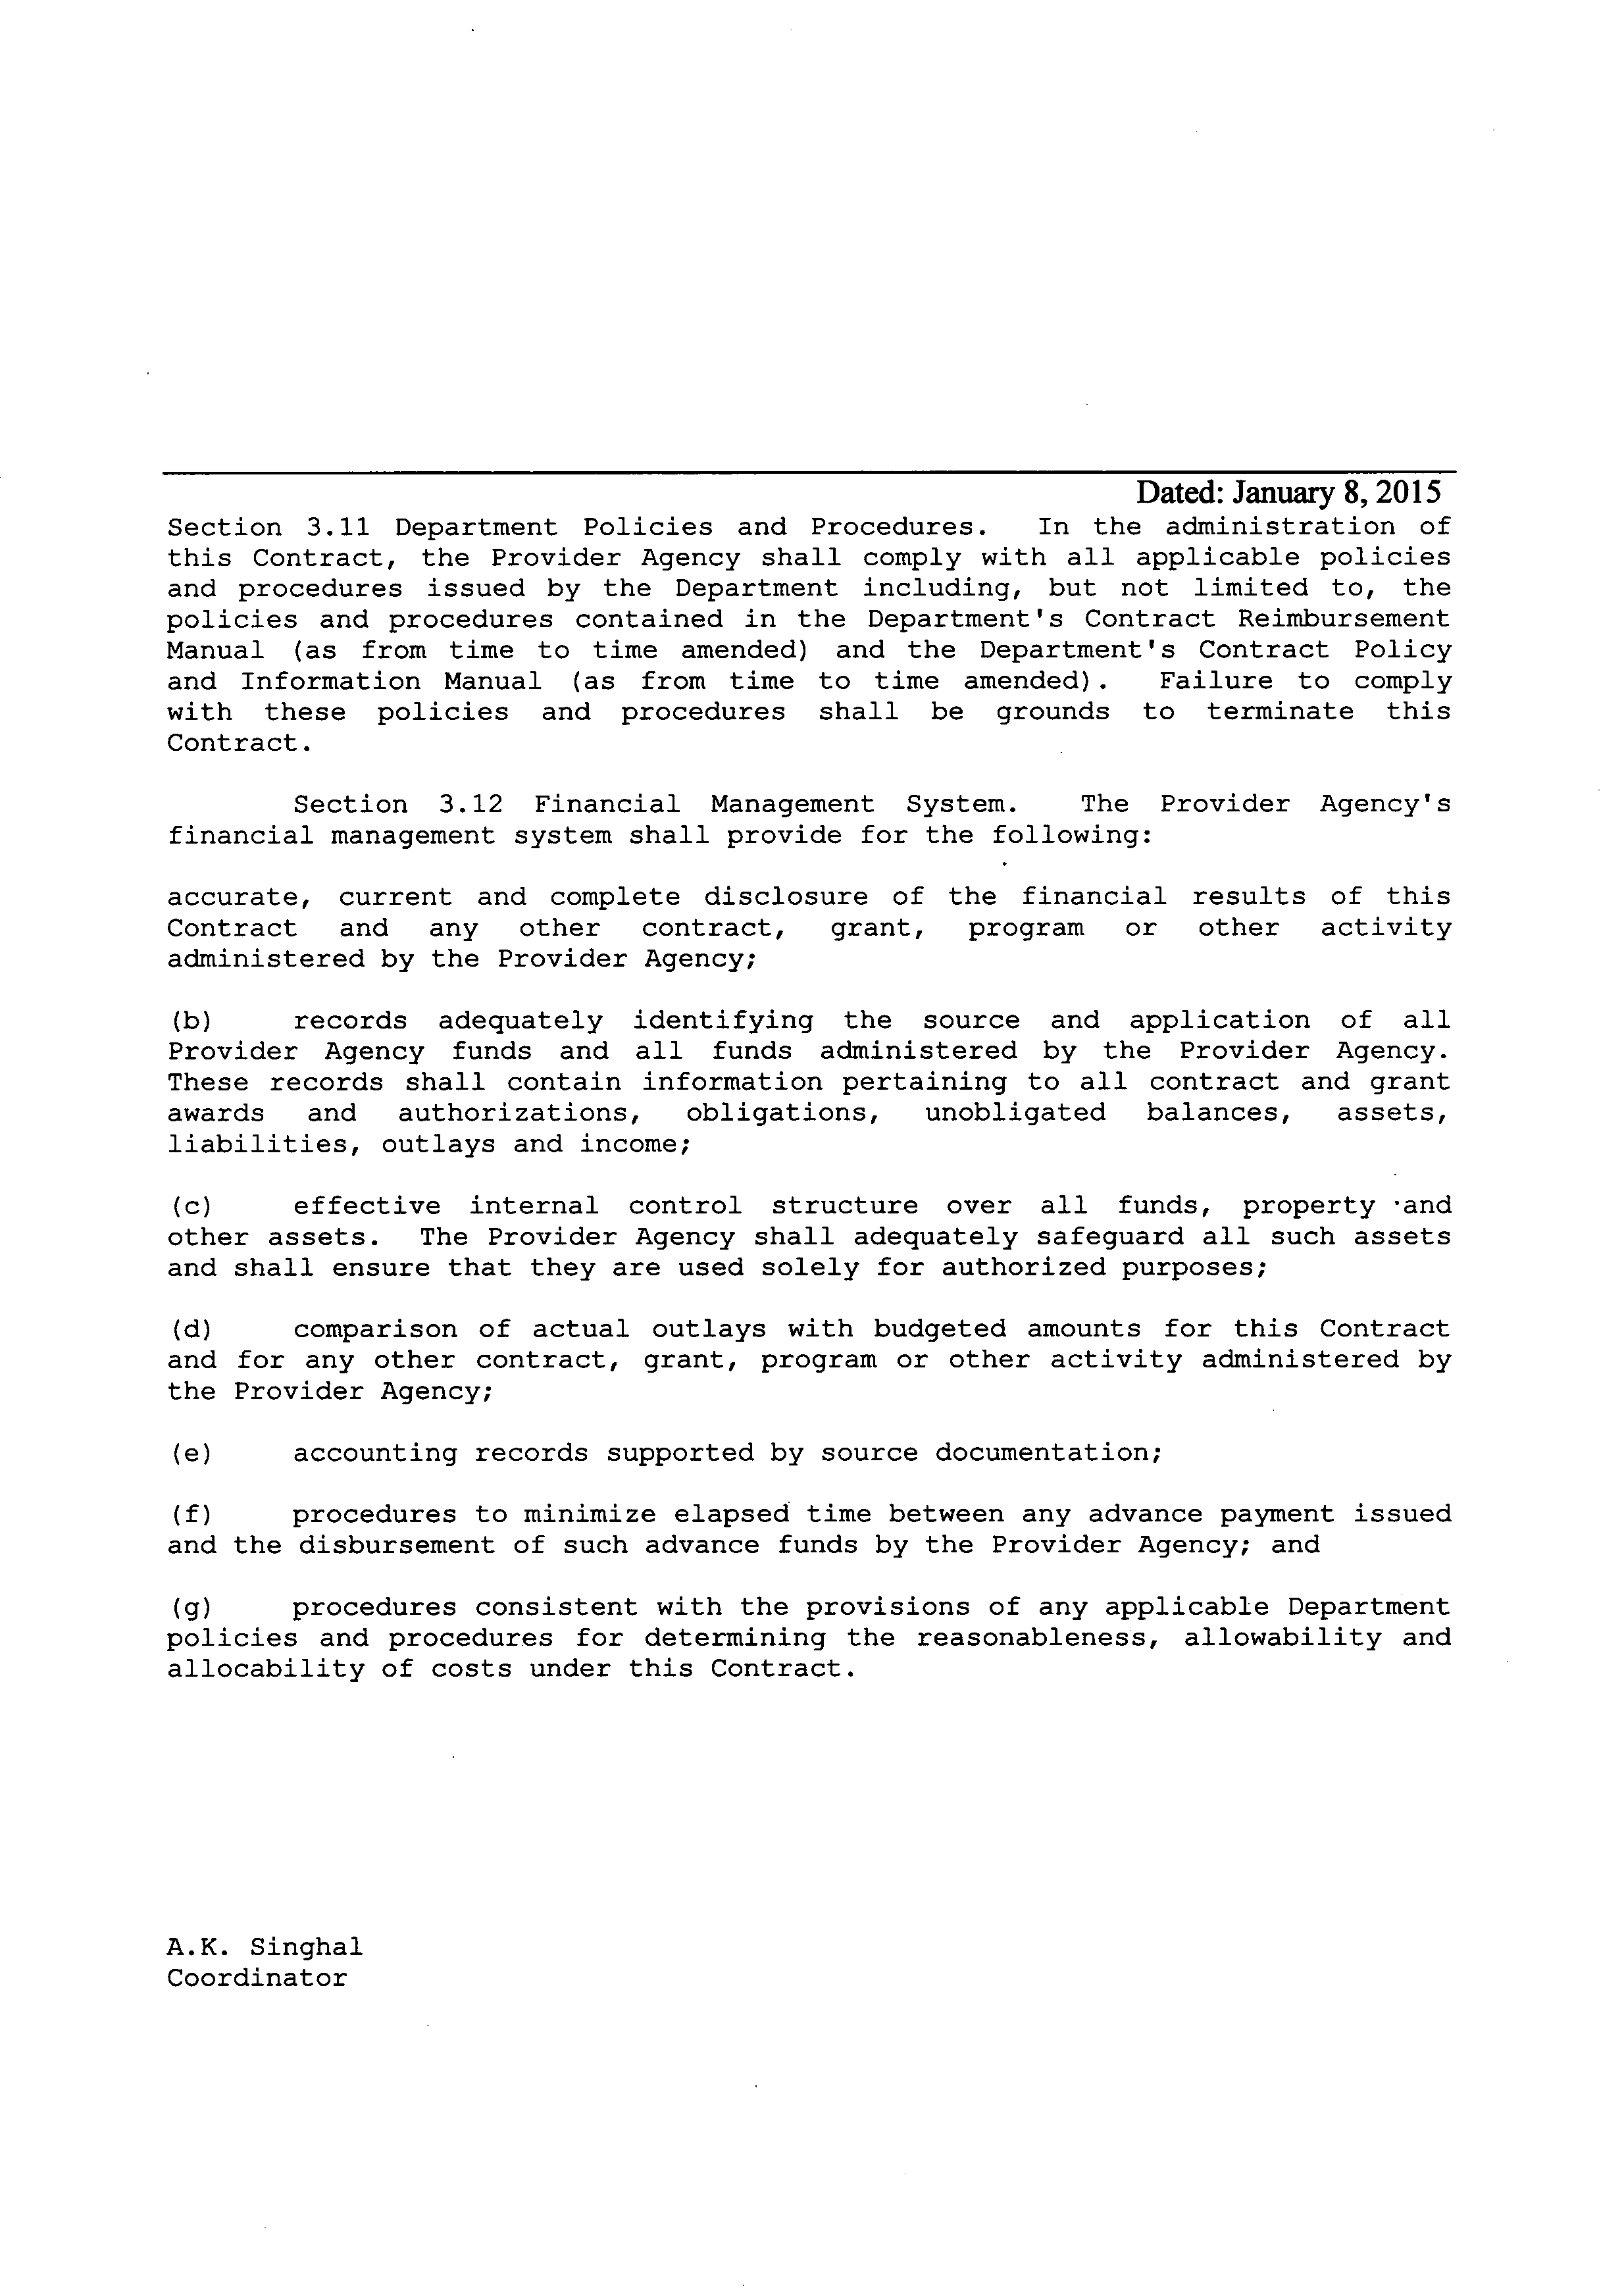 Dated: January 8, 2015
Section 3.11 Department Policies and Procedures. In the administration of
this Contract, the Provider Agency shall comply with all applicable policies
and procedures issued by the Department including, but not limited to, the
policies and procedures contained in the Department's Contract Reimbursement
Manual (as from time to time amended) and the Department's Contract Policy
and Information Manual (as from time to time amended). Failure to comply
with these policies and procedures shall be grounds to terminate this
Contract.
Section 3.12 Financial Management System. The Provider Agency's
financial management system shall provide for the following:
accurate, current and complete disclosure of the financial results of this
Contract and any other contract, grant, program or other activity
administered by the Provider Agency;
(b) records adequately identifying the source and application of all
Provider Agency funds and all funds administered by the Provider Agency.
These records shall contain information pertaining to all contract and grant
awards and authorizations, obligations, unobligated balances, assets,
liabilities, outlays and income;
(c) effective internal control structure over all funds, property and
other assets. The Provider Agency shall adequately safeguard all such assets
and shall ensure that they are used solely for authorized purposes;
(d) comparison of actual outlays with budgeted amounts for this Contract
and for any other contract, grant, program or other activity administered by
the Provider Agency;
(e) accounting records supported by source documentation;
(f) procedures to minimize elapsed time between any advance payment issued
and the disbursement of such advance funds by the Provider Agency; and
(g) procedures consistent with the provisions of any applicable Department
policies and procedures for determining the reasonableness, allowability and
allocability of costs under this Contract.
A.K. Singhal
Coordinator